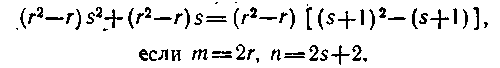 (r²—r) s²+(r²—r) s=(r²—r) [(s+1)²—(s+1)],
если m=2r, n=2s+2.